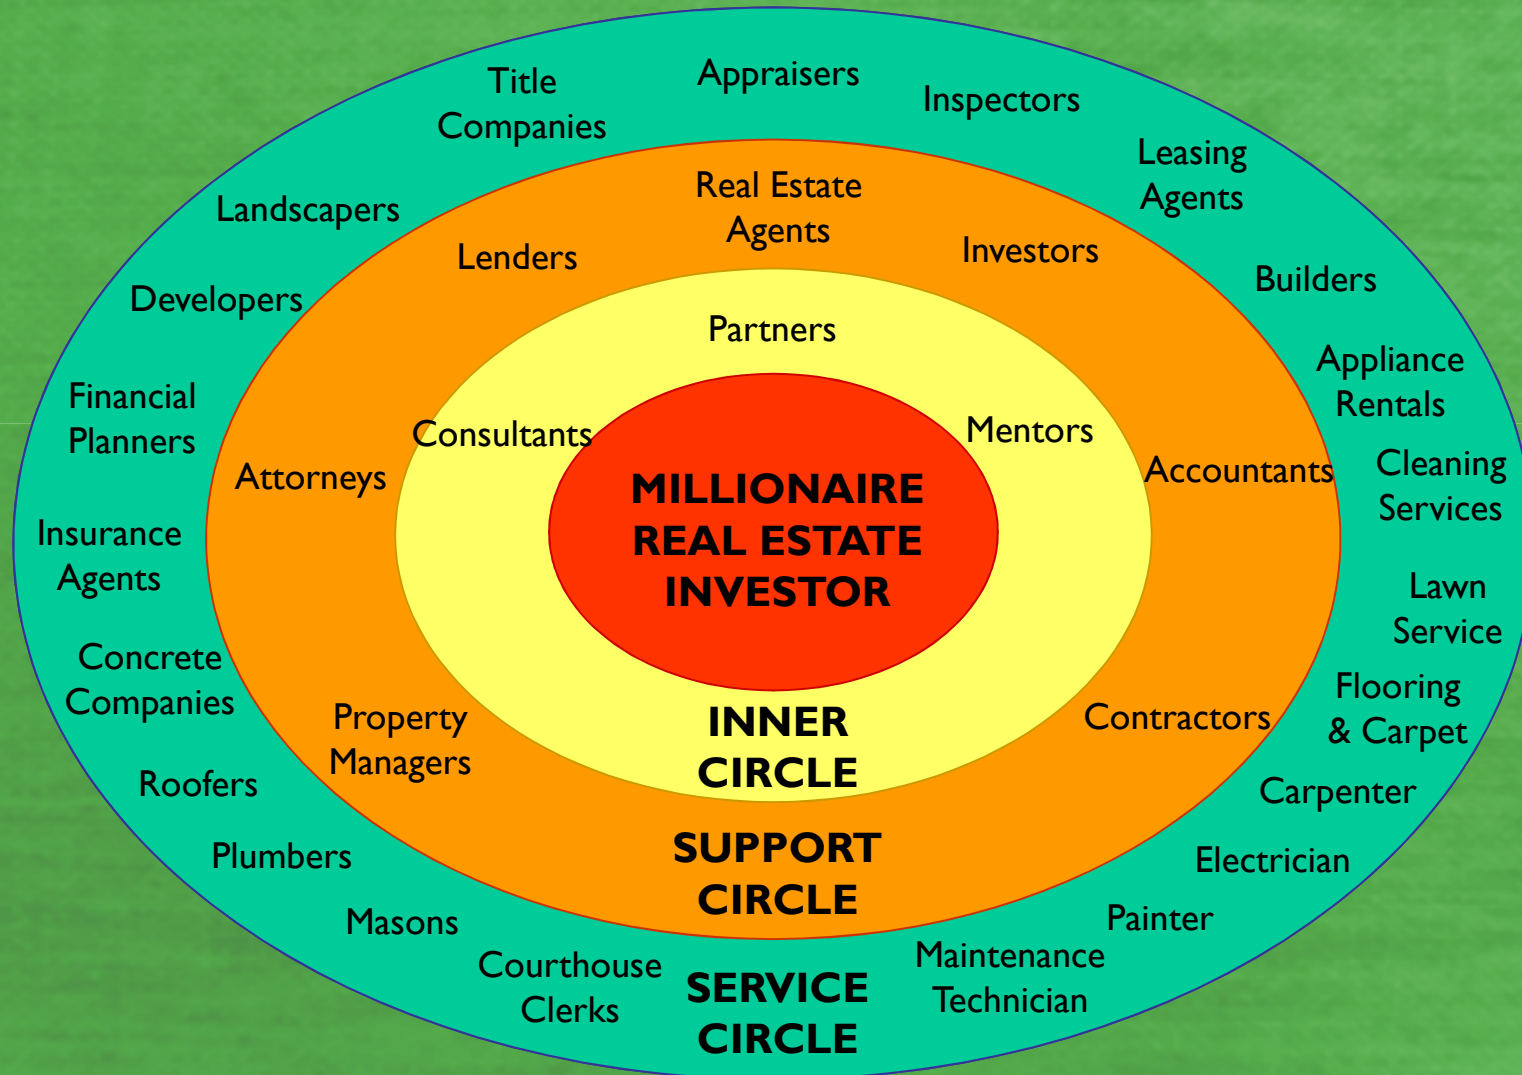 Title
Companies
Appraisers
Inspectors
Leasing
Agents
Landscapers
Real Estate
Agents
Lenders
Investors
Developers
Builders
Partners
Financial
Planners
Appliance
Rentals
Consultants
Mentors
Attorneys
Accountants
Cleaning
Services
MILLIONAIRE
REAL ESTATE
INVESTOR
Insurance
Agents
Lawn
Service
Concrete
Companies
Flooring
& Carpet
Property
Managers
INNER
CIRCLE
Contractors
Roofers
Carpenter
Plumbers
SUPPORT
CIRCLE
Electrician
Masons
Painter
Courthouse
Clerks
SERVICE
CIRCLE
Maintenance
Technician